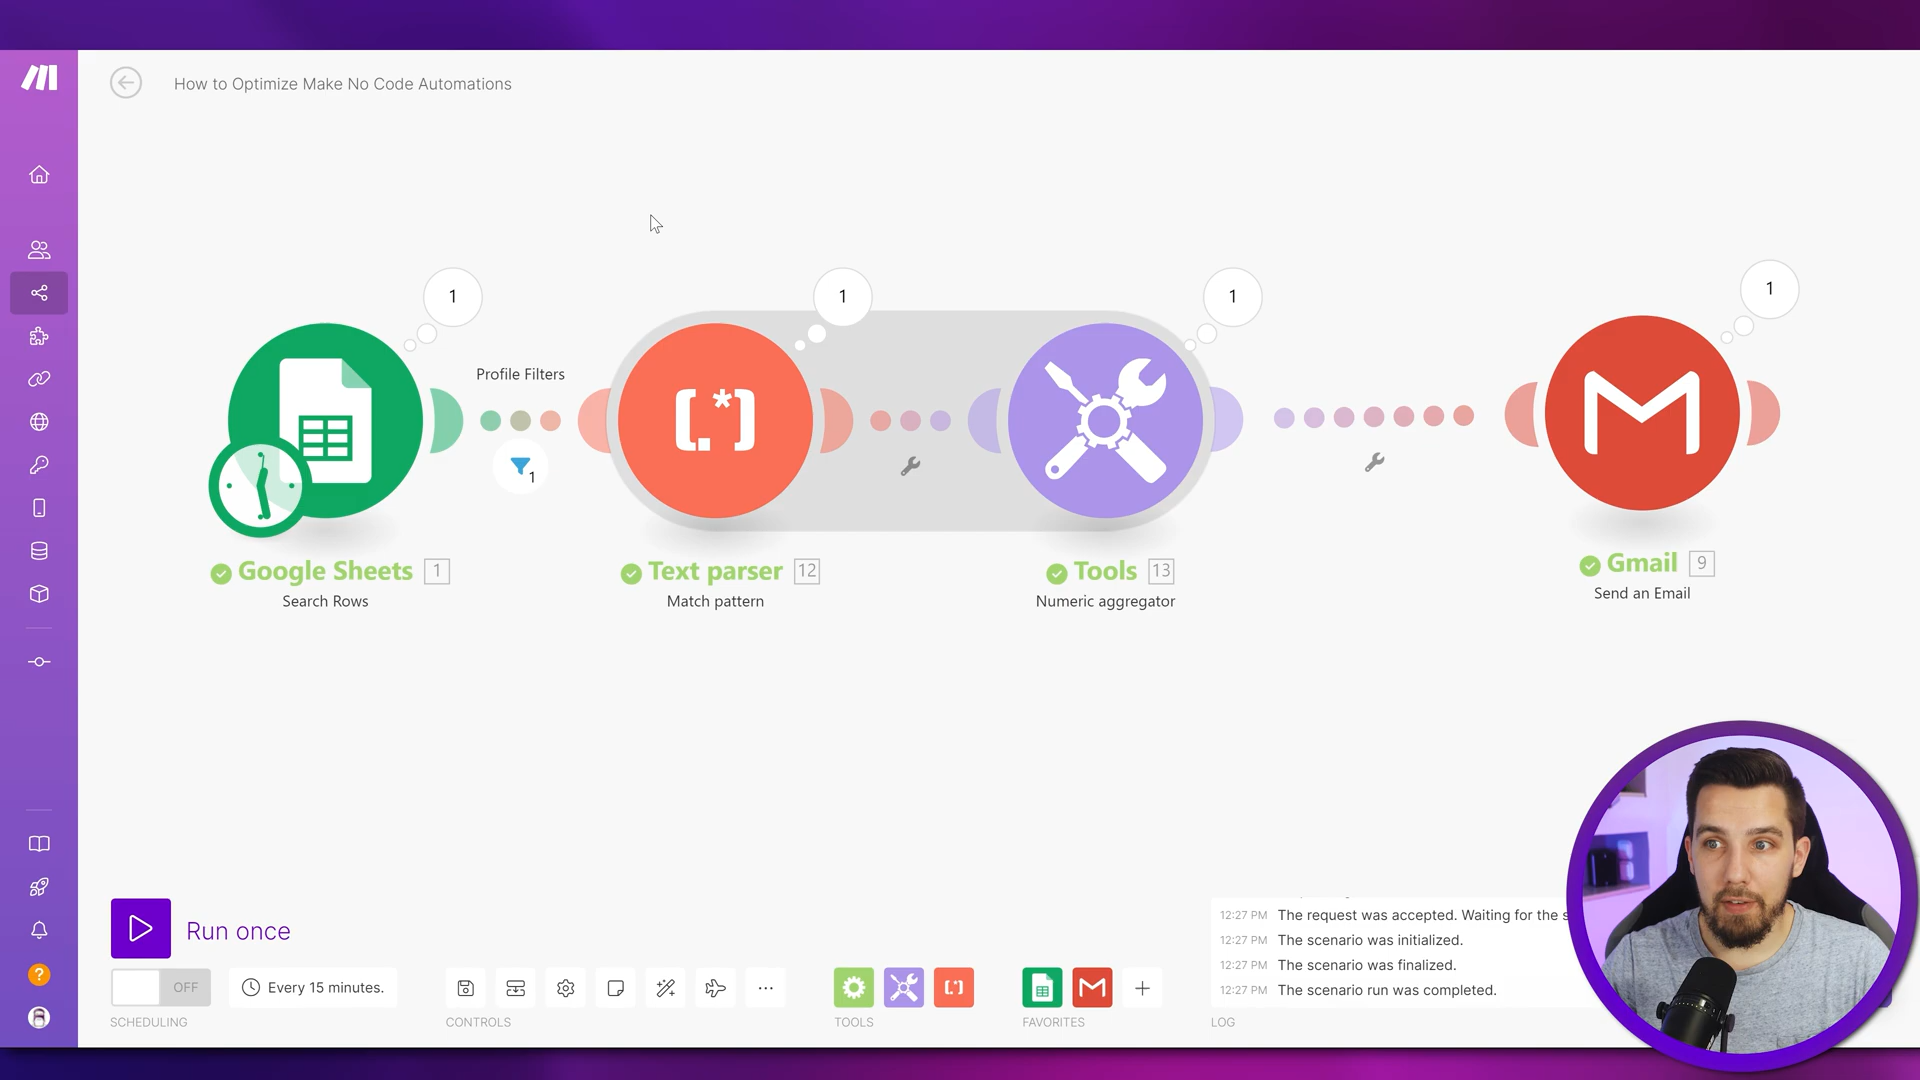 How to Optimize Make No Code Automations
1
1
1
1
Profile Filters
1
[.*]
Google Sheets 1
Search Rows
Text parser 12
Match pattern
Tools 13
Numeric aggregator
Gmail 9
Send an Email
Run once
OFF
Every 15 minutes.
SCHEDULING
CONTROLS
TOOLS
FAVORITES
LOG
12:27 PM The request was accepted. Waiting for the s
12:27 PM The scenario was initialized.
12:27 PM The scenario was finalized.
12:27 PM The scenario run was completed.